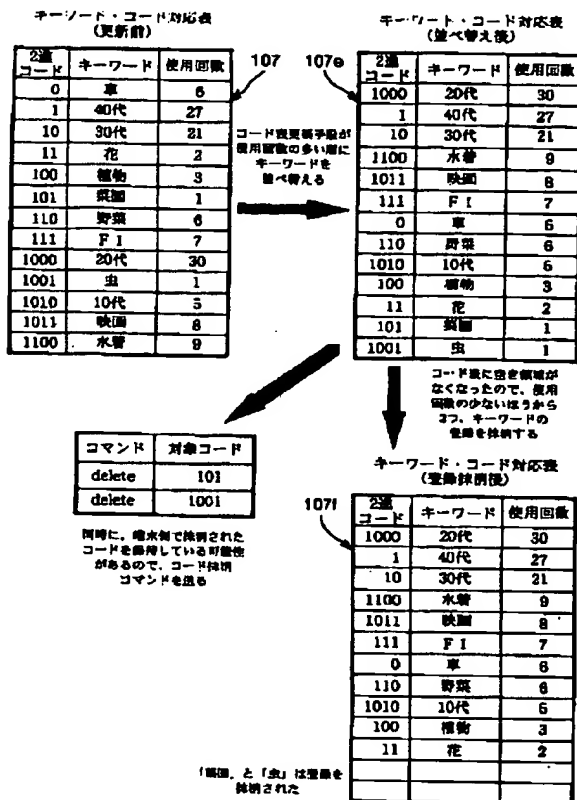 キーワード・コード対応表
(更新前)
107
2進コード キーワード 使用回数
0 車 6
1 40代 27
10 30代 21
11 花 2
100 植物 3
101 菜園 1
110 野菜 6
111 FI 7
1000 20代 30
1001 虫 1
1010 10代 5
1011 映画 8
1100 水着 9
コード表更新手段が
使用回数の多い順に
キーワードを
並べ替える
キーワード・コード対応表
(並べ替え後)
107e
2進コード キーワード 使用回数
1000 20代 30
1 40代 27
10 30代 21
1100 水着 9
1011 映画 8
111 FI 7
0 車 6
110 野菜 6
1010 10代 6
100 植物 3
11 花 2
101 菜園 1
1001 虫 1
コード表に空き領域が
なくなったので、使用
回数の少ないほうから
2つ、キーワードの
登録を抹消する
コマンド 対象コード
delete 101
delete 1001
同時に、端末側で抹消された
コードを保持している可能性
があるので、コード抹消
コマンドを送る
キーワード・コード対応表
(登録抹消後)
107f
2進コード キーワード 使用回数
1000 20代 30
1 40代 27
10 30代 21
1100 水着 9
1011 映画 8
111 FI 7
0 車 6
110 野菜 6
1010 10代 6
100 植物 3
11 花 2
「菜園」と「虫」は登録を
抹消された